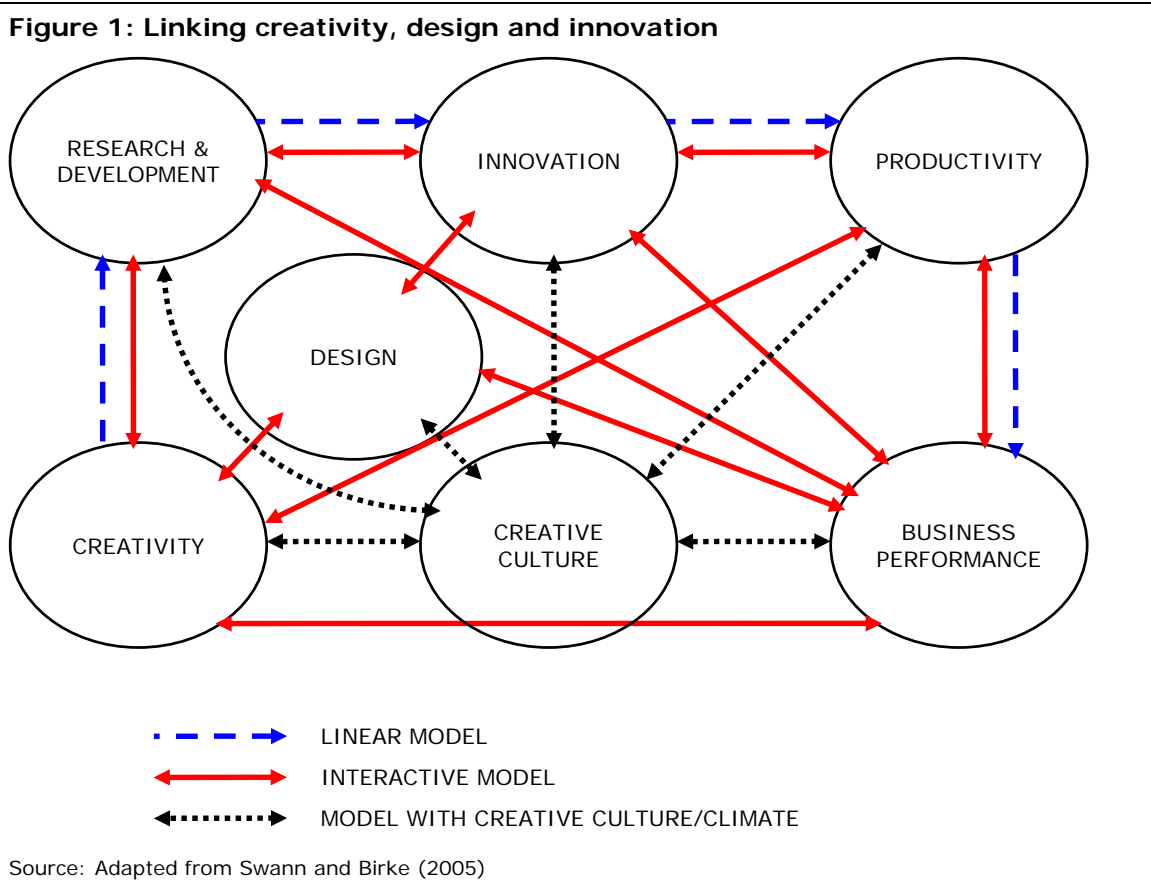 Figure 1: Linking creativity, design and innovation
RESEARCH &
DEVELOPMENT
INNOVATION
PRODUCTIVITY
DESIGN
CREATIVITY
CREATIVE
CULTURE
BUSINESS
PERFORMANCE
LINEAR MODEL
INTERACTIVE MODEL
MODEL WITH CREATIVE CULTURE/CLIMATE
Source: Adapted from Swann and Birke (2005)